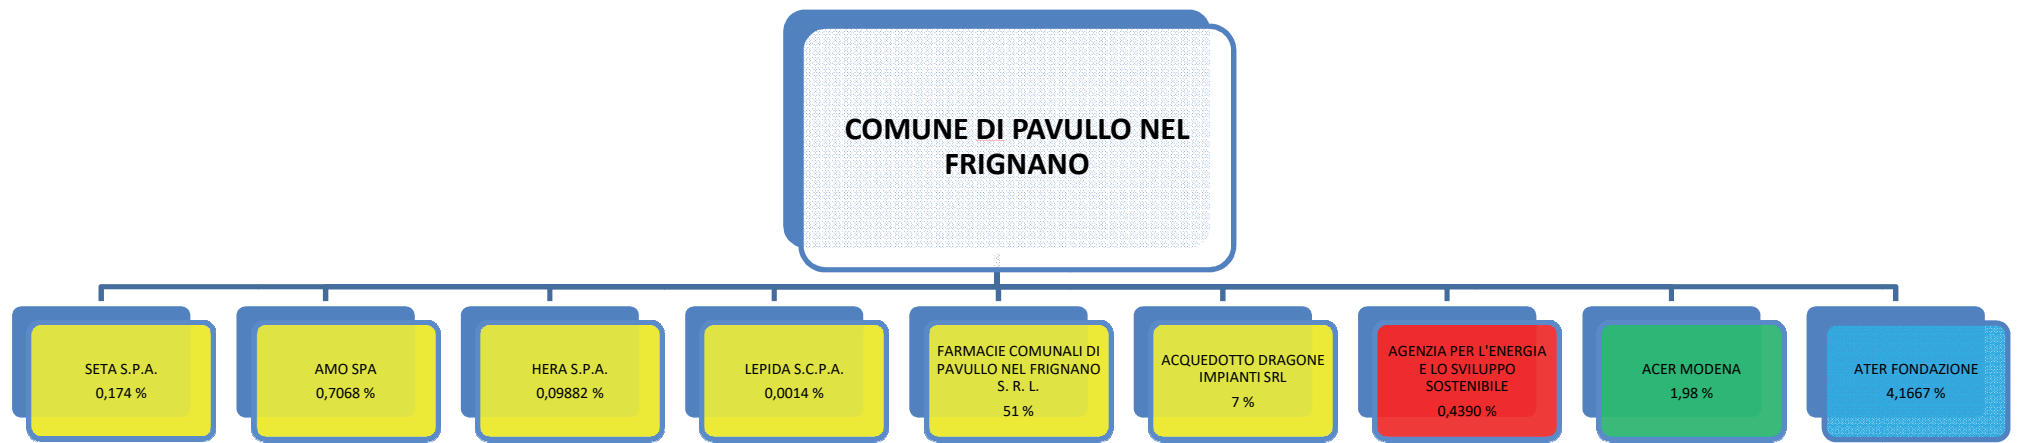 COMUNE DI PAVULLO NEL
FRIGNANO
SETA S.P.A.
0,174 %
AMO SPA
0,7068 %
HERA S.P.A.
0,09882 %
LEPIDA S.C.P.A.
0,0014 %
FARMACIE COMUNALI DI
PAVULLO NEL FRIGNANO
S. R. L.
51 %
ACQUEDOTTO DRAGONE
IMPIANTI SRL
7 %
AGENZIA PER L'ENERGIA
E LO SVILUPPO
SOSTENIBILE
0,4390 %
ACER MODENA
1,98 %
ATER FONDAZIONE
4,1667 %